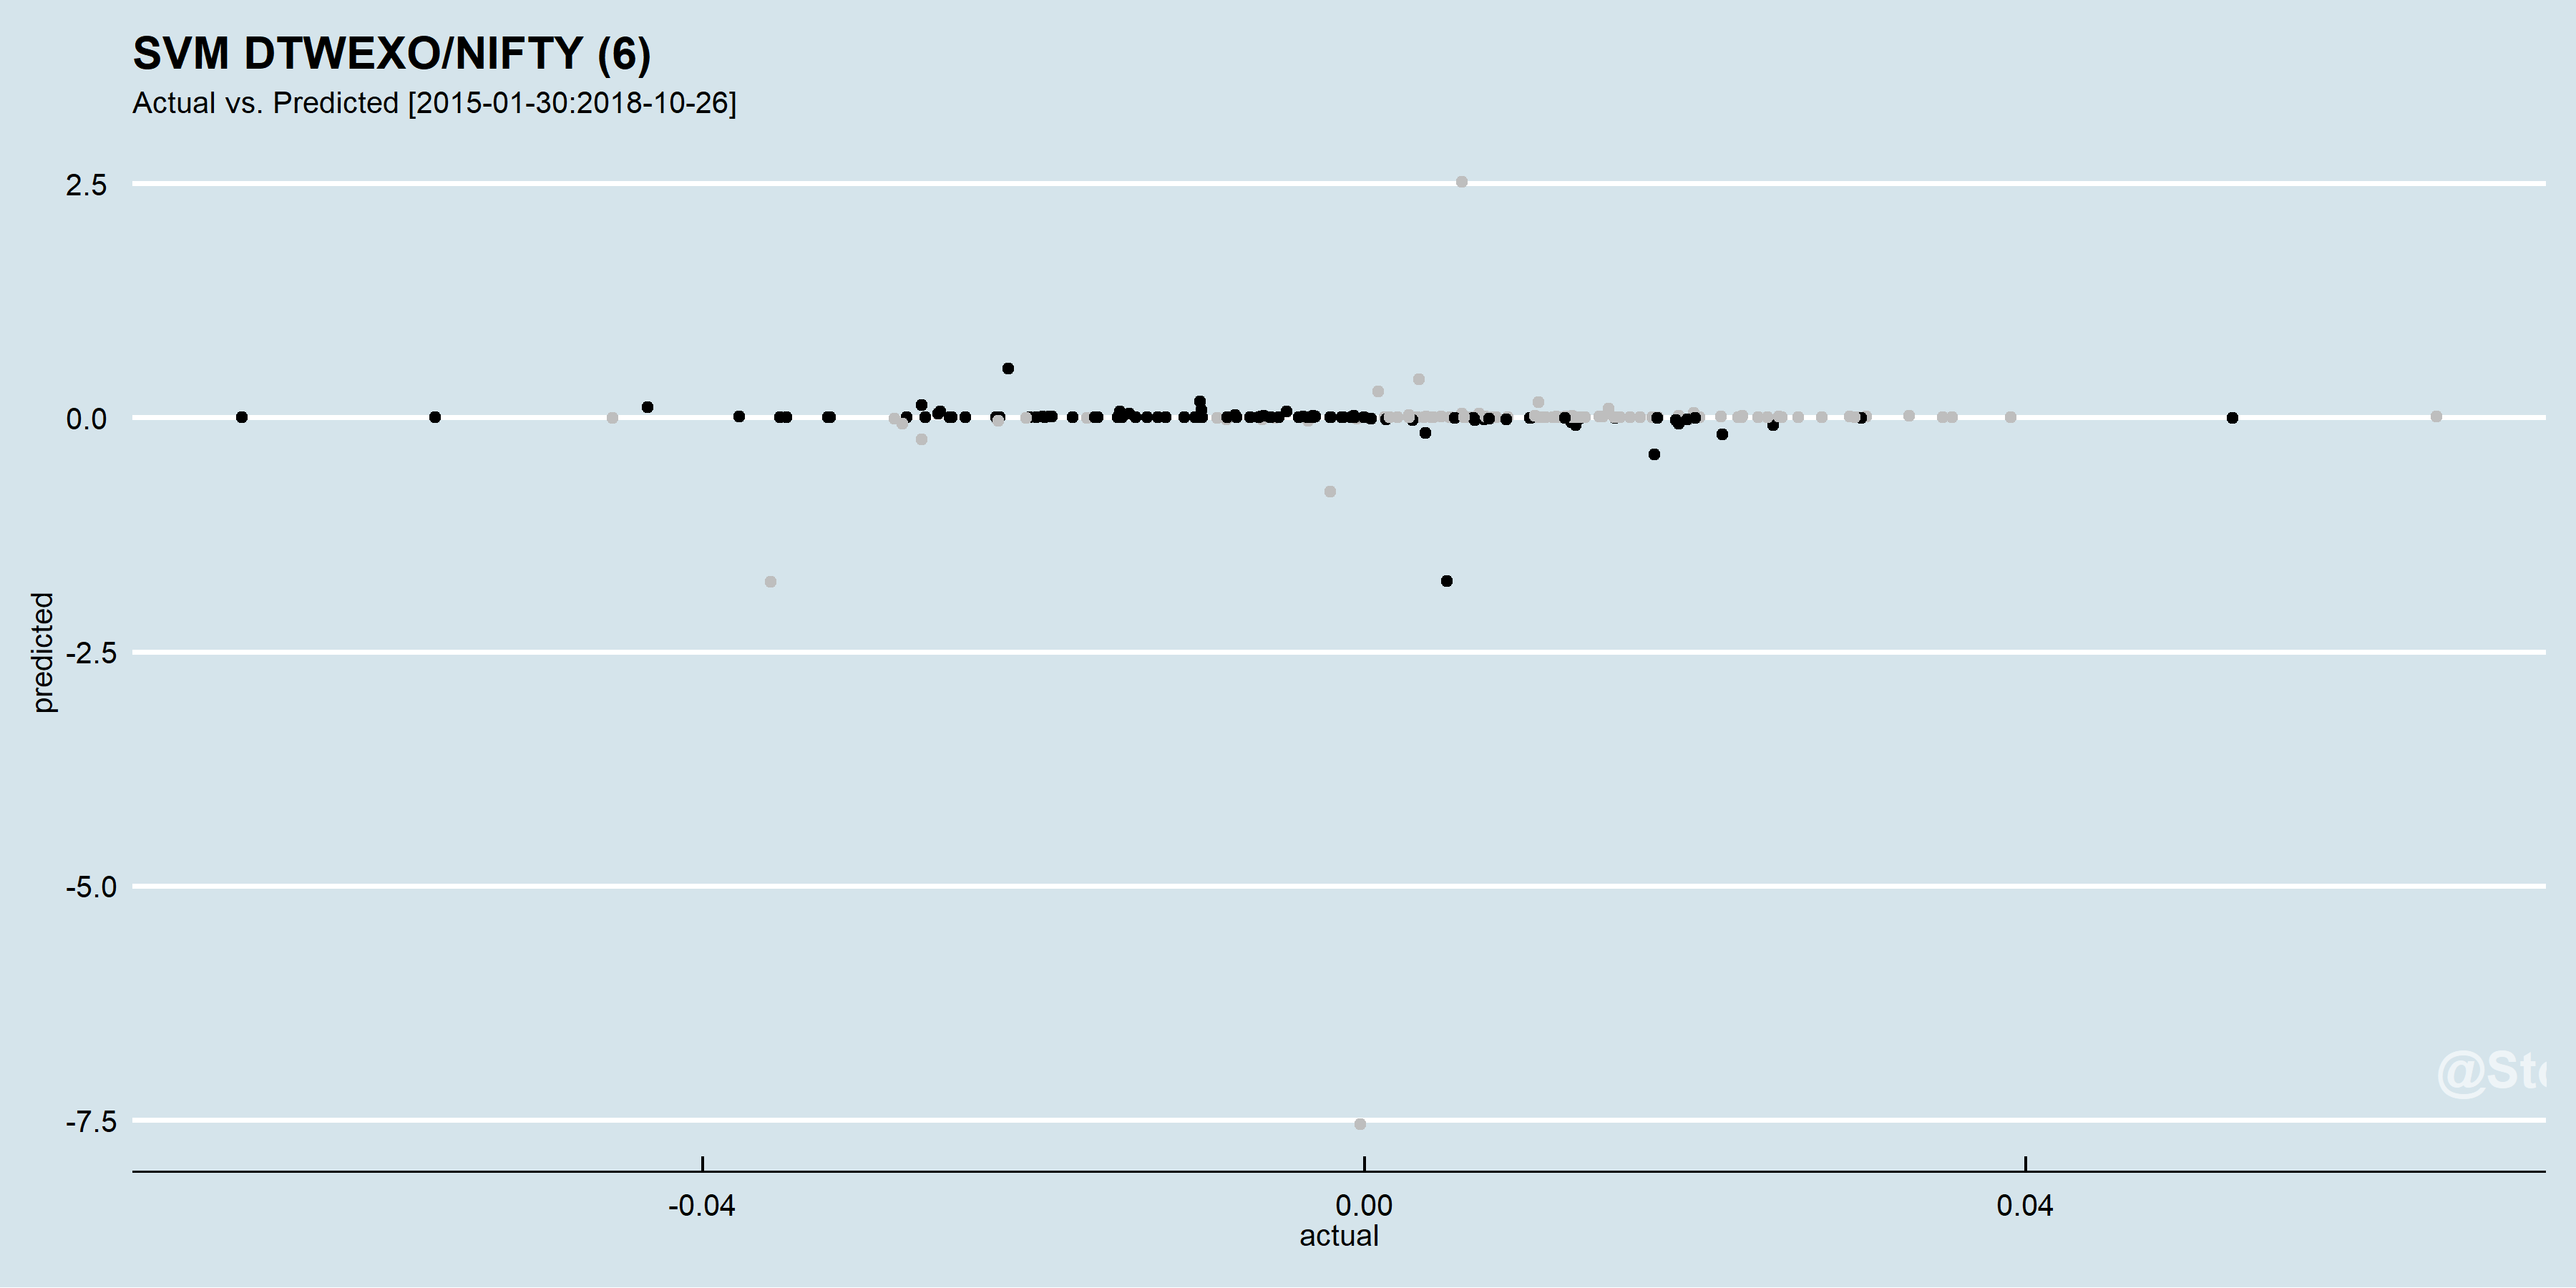 SVM DTWEXO/NIFTY (6)
Actual vs. Predicted [2015-01-30:2018-10-26]
2.5
0.0
-2.5
-5.0
-7.5
predicted
-0.04 0.00 0.04
actual